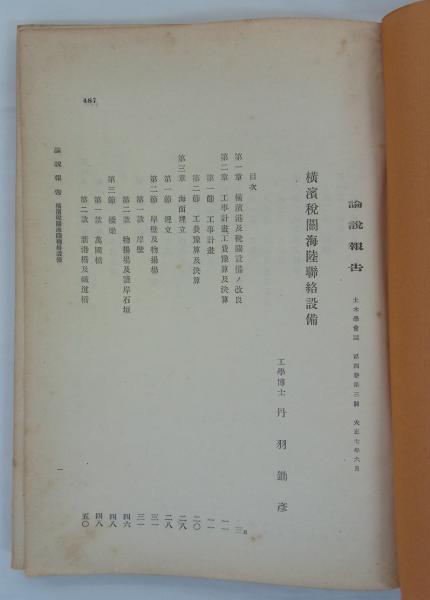 論說報告 土木學會誌 第四卷第三號 大正七年六月
橫濱稅關海陸聯絡設備
工學博士 丹羽鋤彥
目次
第一章 橫濱港及稅關設備ノ改良 三頁
第二章 工事計畫工費豫算及決算 一一
第一節 工事計畫 一一
第二節 工費豫算及決算 二〇
第三章 海面埋立 二八
第一節 埋立 二八
第二節 岸壁及物揚場 三一
第一款 岸壁 三一
第二款 物揚場及護岸石垣 四六
第三節 橋梁 四八
第一款 萬國橋 四八
第二款 新港橋及鐵道橋 五〇
論說報告 橫濱稅關海陸聯絡設備 一
487